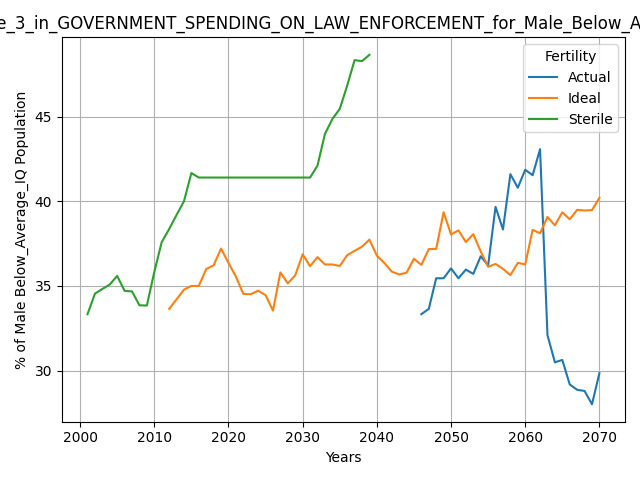 e_3_in_GOVERNMENT_SPENDING_ON_LAW_ENFORCEMENT_for_Male_Below_A
Fertility
Actual
Ideal
Sterile
% of Male Below_Average_IQ Population
45
40
35
30
2000 2010 2020 2030 2040 2050 2060 2070
Years